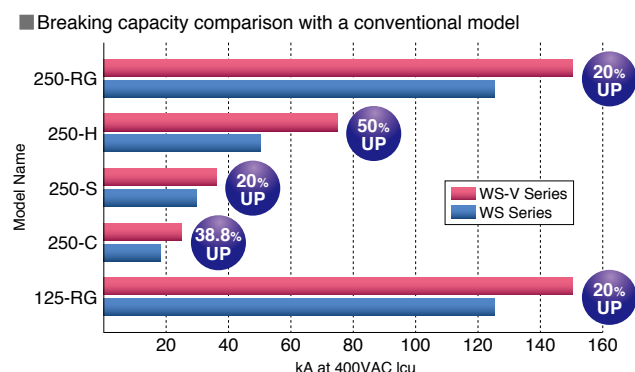 Breaking capacity comparison with a conventional model
Model Name
250-RG
20% UP
250-H
50% UP
250-S
20% UP
250-C
38.8% UP
125-RG
20% UP
WS-V Series
WS Series
20 40 60 80 100 120 140 160
kA at 400VAC Icu